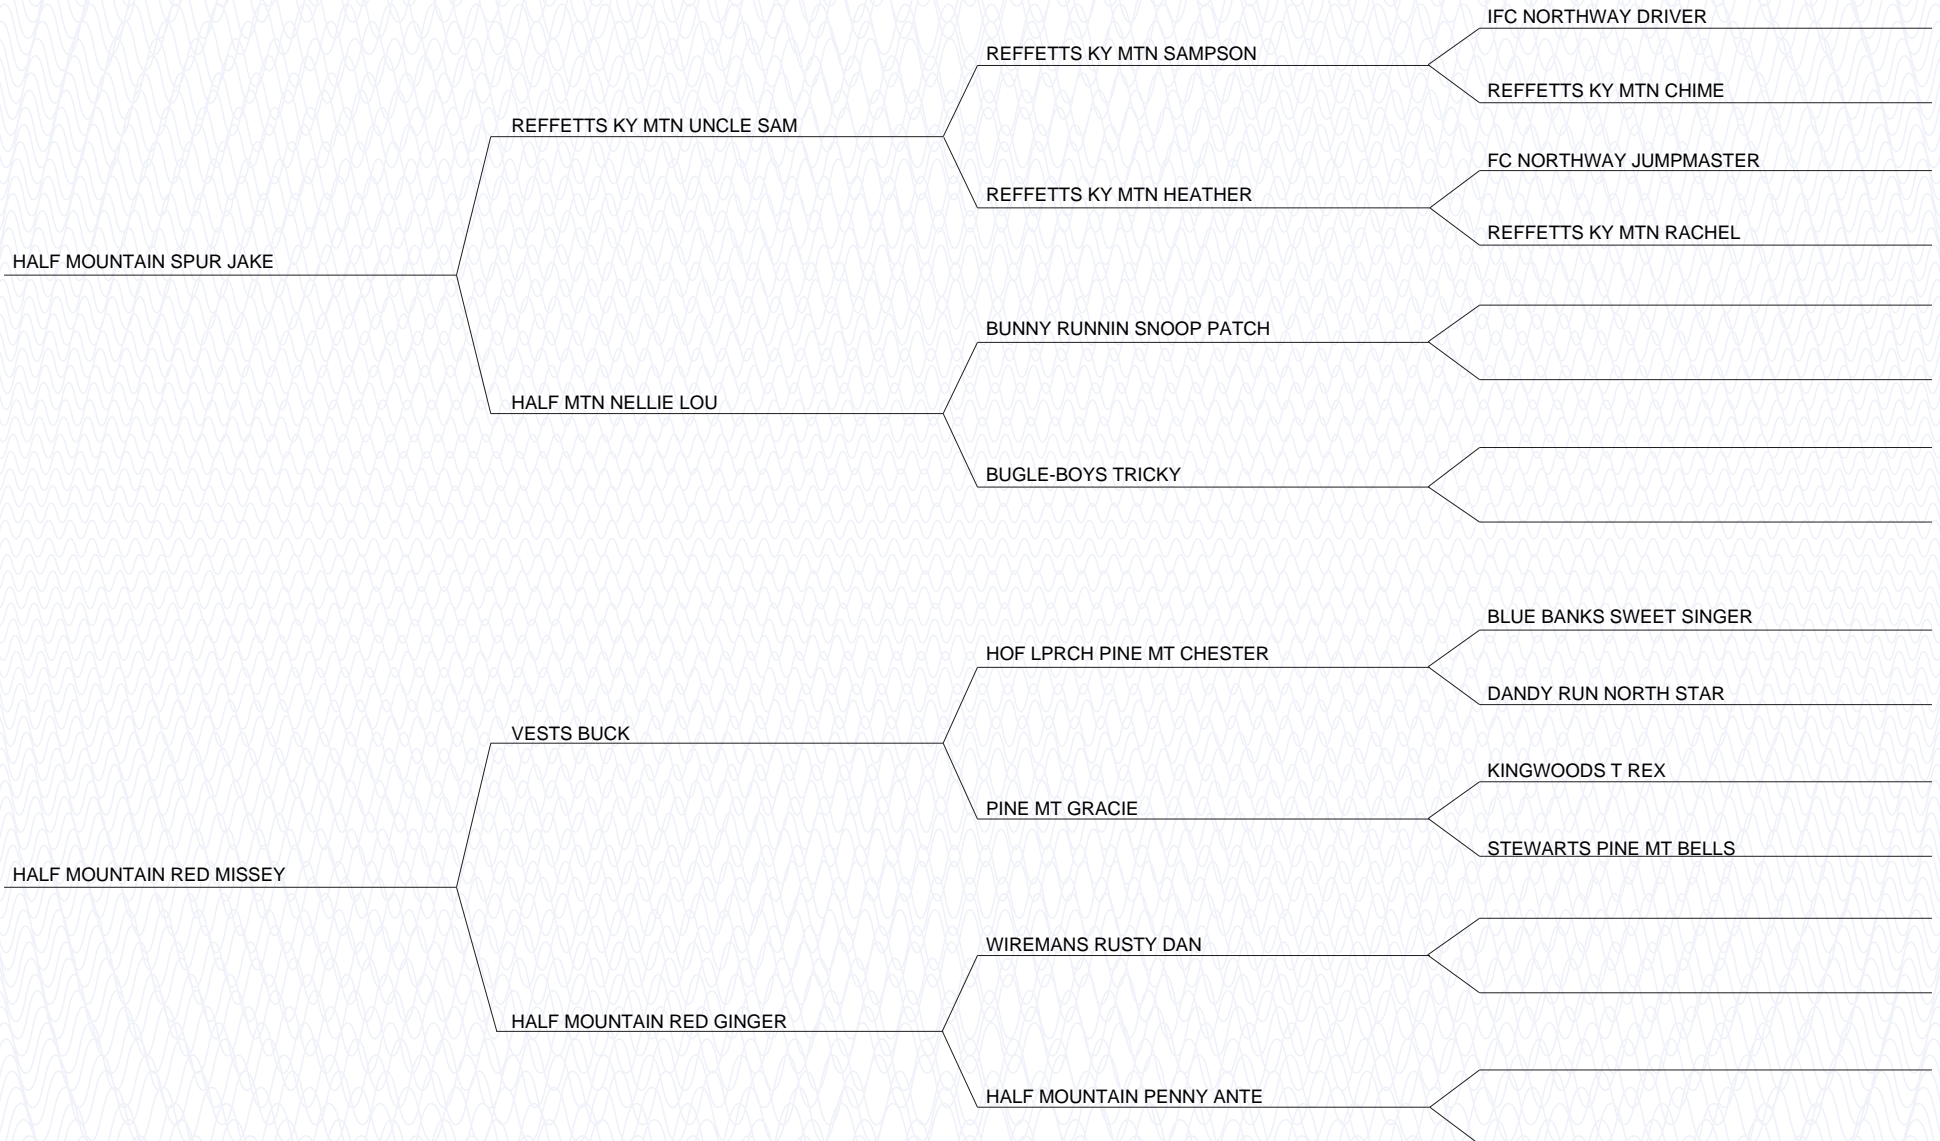 IFC NORTHWAY DRIVER
REFFETTS KY MTN SAMPSON
REFFETTS KY MTN CHIME
REFFETTS KY MTN UNCLE SAM
FC NORTHWAY JUMPMASTER
REFFETTS KY MTN HEATHER
REFFETTS KY MTN RACHEL
HALF MOUNTAIN SPUR JAKE
BUNNY RUNNIN SNOOP PATCH
HALF MTN NELLIE LOU
BUGLE-BOYS TRICKY
BLUE BANKS SWEET SINGER
HOF LPRCH PINE MT CHESTER
DANDY RUN NORTH STAR
VESTS BUCK
KINGWOODS T REX
PINE MT GRACIE
STEWARTS PINE MT BELLS
HALF MOUNTAIN RED MISSEY
WIREMANS RUSTY DAN
HALF MOUNTAIN RED GINGER
HALF MOUNTAIN PENNY ANTE